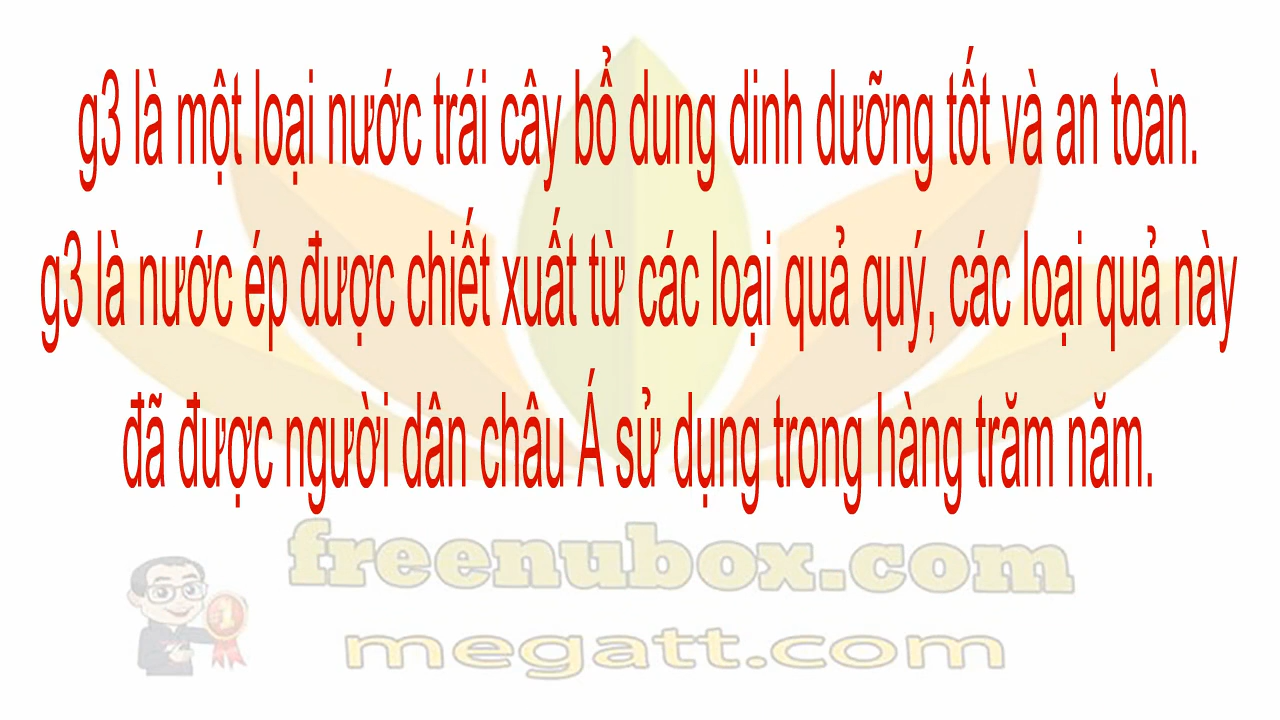 g3 là một loại nước trái cây bổ dung dinh dưỡng tốt và an toàn.
g3 là nước ép được chiết xuất từ các loại quả quý, các loại quả này
đã được người dân châu Á sử dụng trong hàng trăm năm.
freenubox.com
1
megatt.com